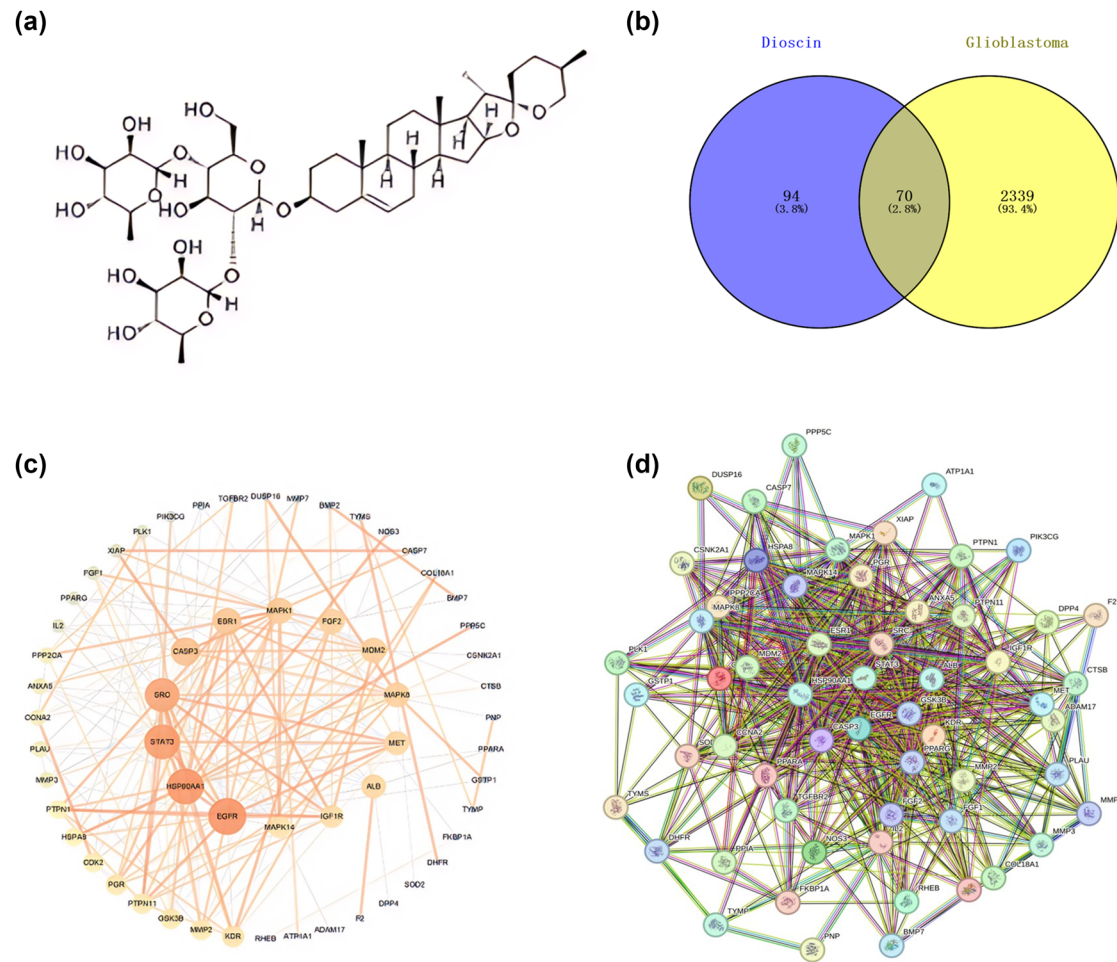 (a)
HO
HO
OH
O
O
HO
H
O
HO
O
HO
O
H
O
H
H
H
H
O
O
OH
HO
O
H
HO
HO
O
(b)
Dioscin
Glioblastoma
94
(3.8%)
70
(2.8%)
2339
(93.4%)
(c)
TGFBR2
DUSP16
MMP7
PPIA
BMP2
PIK3CG
TYMS
PLK1
NOS3
XIAP
CASP7
FGF1
COL18A1
PPARG
BMP7
IL2
PPP5C
PPP2CA
CSNK2A1
ANXA5
CTSB
CCNA2
PNP
PLAU
PPARA
MMP3
GSTP1
PTPN1
TYMP
HSPA8
FKBP1A
CDK2
DHFR
PGR
SOD2
PTPN11
DPP4
GSK3B
F2
MMP2
ADAM17
KDR
ATP1A1
RHEB
MAPK1
ESR1
FGF2
CASP3
MDM2
SRC
MAPK8
STAT3
MET
HSP90AA1
ALB
EGFR
IGF1R
MAPK14
(d)
PPP5C
DUSP16
ATP1A1
CASP7
XIAP
MAPK1
CSNK2A1
HSPA8
PTPN1
PIK3CG
PGR
MAPK14
PPP2CA
ANXA5
PTPN11
MAPK8
DPP4
F2
ESR1
SRC
IGF1R
PLK1
MDM2
STAT3
ALB
CTSB
GSTP1
HSP90AA1
MET
GSK3B
ADAM17
EGFR
CASP3
KDR
CCNA2
SOD
PPARG
PPARA
MMP2
PLAU
TGFBR2
TYMS
FGF2
FGF1
MMP
IL2
MMP3
DHFR
NOS3
PPIA
COL18A1
FKBP1A
RHEB
TYMP
PNP
BMP7